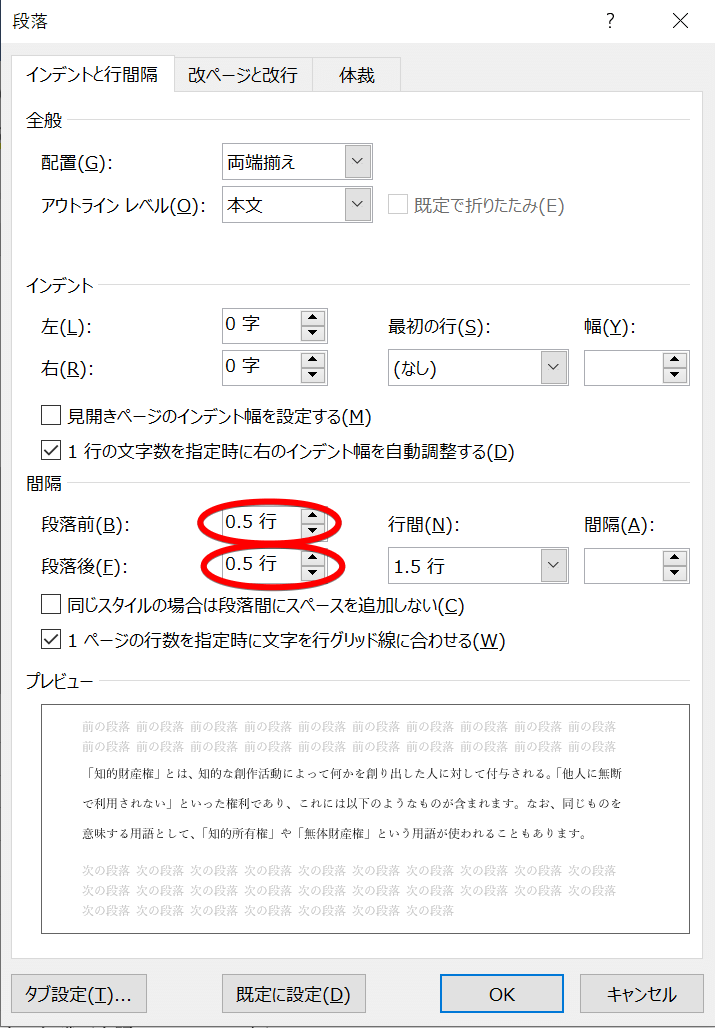 段落 ?
インデントと行間隔 改ページと改行 体裁
全般
配置(G): 両端揃え
アウトライン レベル(O): 本文 既定で折りたたみ(E)
インデント
左(L): 0 字 最初の行(S): 幅(Y):
右(R): 0 字 (なし)
見開きページのインデント幅を設定する(M)
1 行の文字数を指定時に右のインデント幅を自動調整する(D)
間隔
段落前(B): 0.5 行 行間(N): 間隔(A):
段落後(F): 0.5 行 1.5 行
同じスタイルの場合は段落間にスペースを追加しない(C)
1 ページの行数を指定時に文字を行グリッド線に合わせる(W)
プレビュー
前の段落 前の段落 前の段落 前の段落 前の段落 前の段落 前の段落 前の段落 前の段落 前の段落
前の段落 前の段落 前の段落 前の段落 前の段落 前の段落 前の段落 前の段落 前の段落 前の段落
「知的財産権」とは、知的な創作活動によって何かを創り出した人に対して付与される。「他人に無断
で利用されない」といった権利であり、これには以下のようなものが含まれます。なお、同じものを
意味する用語として、「知的所有権」や「無体財産権」という用語が使われることもあります。
次の段落 次の段落 次の段落 次の段落 次の段落 次の段落 次の段落 次の段落 次の段落 次の段落
次の段落 次の段落 次の段落 次の段落 次の段落 次の段落 次の段落 次の段落 次の段落 次の段落
次の段落 次の段落 次の段落 次の段落 次の段落 次の段落 次の段落
タブ設定(T)... 既定に設定(D) OK キャンセル